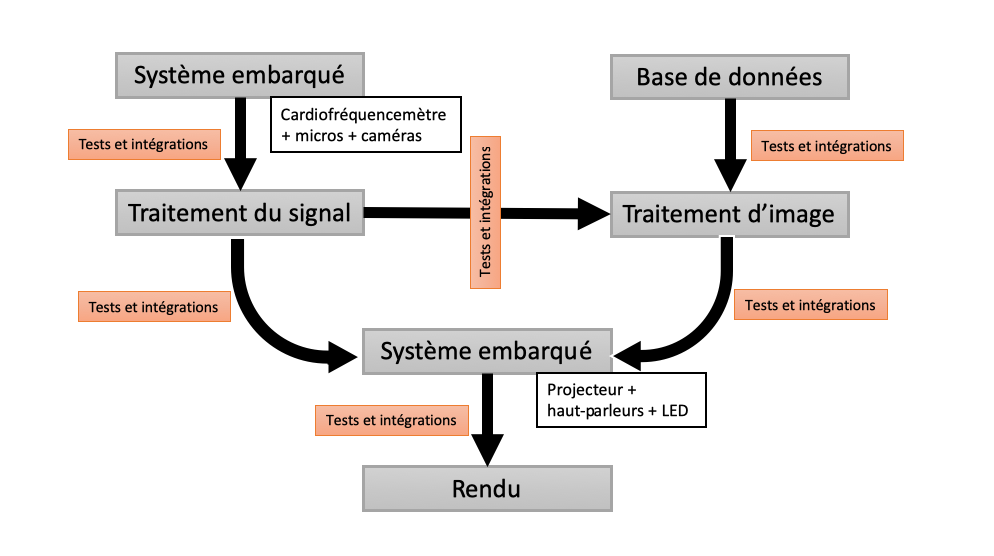 Système embarqué
Base de données
Cardiofréquencemètre
+ micros + caméras
Tests et intégrations
Tests et intégrations
Tests et intégrations
Traitement du signal
Traitement d’image
Tests et intégrations
Tests et intégrations
Système embarqué
Projecteur +
haut-parleurs + LED
Tests et intégrations
Rendu